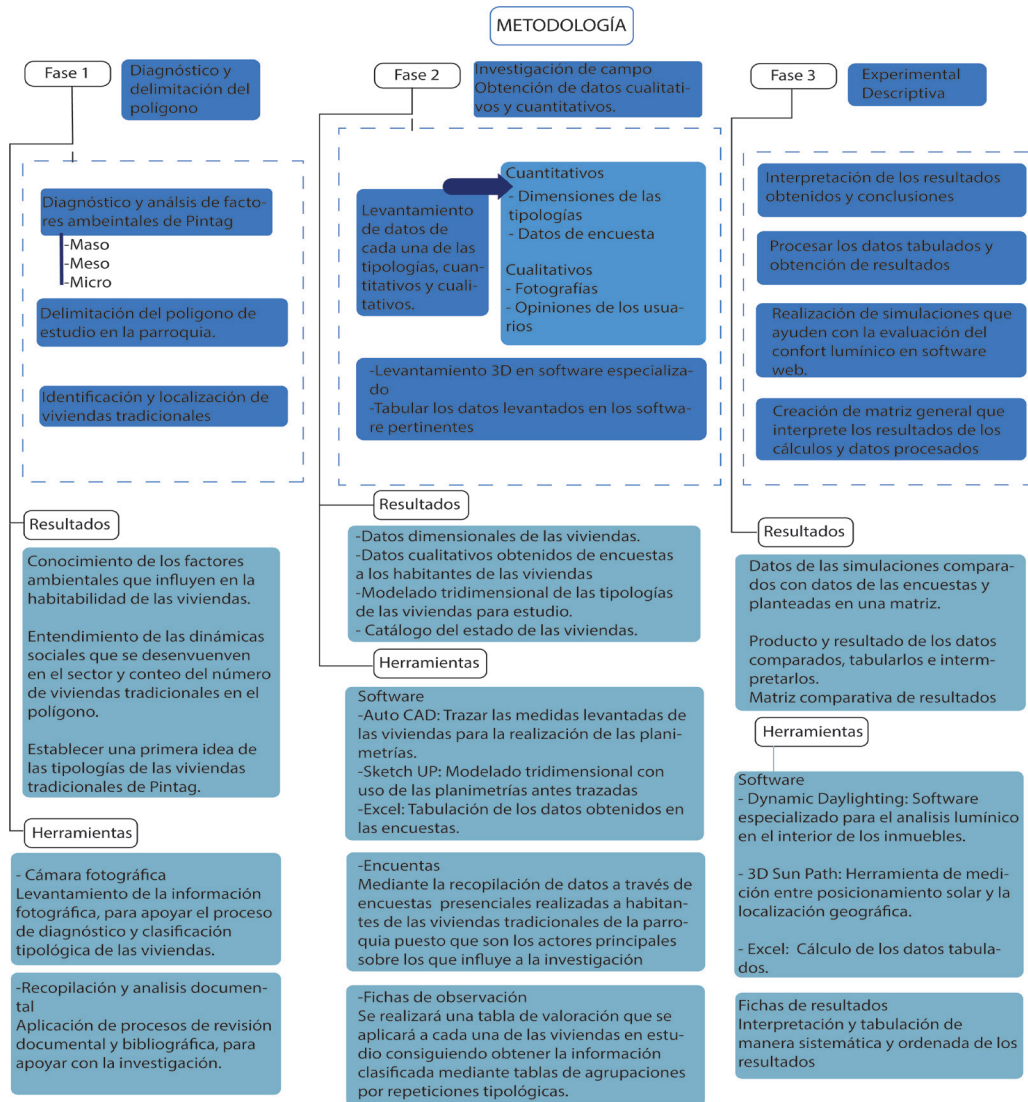 METODOLOGÍA
Fase 1
Diagnóstico y
delimitación del
polígono
Diagnóstico y análsis de facto-
res ambeintales de Pintag
-Maso
-Meso
-Micro
Delimitación del poligono de
estudio en la parroquia.
Identificación y localización de
viviendas tradicionales
Resultados
Conocimiento de los factores
ambientales que influyen en la
habitabilidad de las viviendas.
Entendimiento de las dinámicas
sociales que se desenvuenven
en el sector y conteo del número
de viviendas tradicionales en el
polígono.
Establecer una primera idea de
las tipologías de las viviendas
tradicionales de Pintag.
Herramientas
- Cámara fotográfica
Levantamiento de la información
fotográfica, para apoyar el proceso
de diagnóstico y clasificación
tipológica de las viviendas.
-Recopilación y analisis documen-
tal
Aplicación de procesos de revisión
documental y bibliográfica, para
apoyar con la investigación.
Fase 2
Investigación de campo
Obtención de datos cualitati-
vos y cuantitativos.
Levantamiento
de datos de
cada una de las
tipologías, cuan-
titativos y cuali-
tativos.
Cuantitativos
- Dimensiones de las
tipologías
- Datos de encuesta
Cualitativos
- Fotografías
- Opiniones de los usua-
rios
-Levantamiento 3D en software especializa-
do
-Tabular los datos levantados en los softwa-
re pertinentes
Resultados
-Datos dimensionales de las viviendas.
-Datos cualitativos obtenidos de encuestas
a los habitantes de las viviendas
-Modelado tridimensional de las tipologías
de las viviendas para estudio.
- Catálogo del estado de las viviendas.
Herramientas
Software
-Auto CAD: Trazar las medidas levantadas de
las viviendas para la realización de las plani-
metrías.
-Sketch UP: Modelado tridimensional con
uso de las planimetrías antes trazadas
-Excel: Tabulación de los datos obtenidos en
las encuestas.
-Encuentas
Mediante la recopilación de datos a través de
encuestas presenciales realizadas a habitan-
tes de las viviendas tradicionales de la parro-
quia puesto que son los actores principales
sobre los que influye a la investigación
-Fichas de observación
Se realizará una tabla de valoración que se
aplicará a cada una de las viviendas en estu-
dio consiguiendo obtener la información
clasificada mediante tablas de agrupaciones
por repeticiones tipológicas.
Fase 3
Experimental
Descriptiva
Interpretación de los resultados
obtenidos y conclusiones
Procesar los datos tabulados y
obtención de resultados
Realización de simulaciones que
ayuden con la evaluación del
confort lumínico en software
web.
Creación de matriz general que
interprete los resultados de los
cálculos y datos procesados
Resultados
Datos de las simulaciones compara-
dos con datos de las encuestas y
planteadas en una matriz.
Producto y resultado de los datos
comparados, tabularlos e interm-
pretarlos.
Matriz comparativa de resultados
Herramientas
Software
- Dynamic Daylighting: Software
especializado para el analisis lumínico
en el interior de los inmuebles.
- 3D Sun Path: Herramienta de medi-
ción entre posicionamiento solar y la
localización geográfica.
- Excel: Cálculo de los datos tabula-
dos.
Fichas de resultados
Interpretación y tabulación de
manera sistemática y ordenada de los
resultados